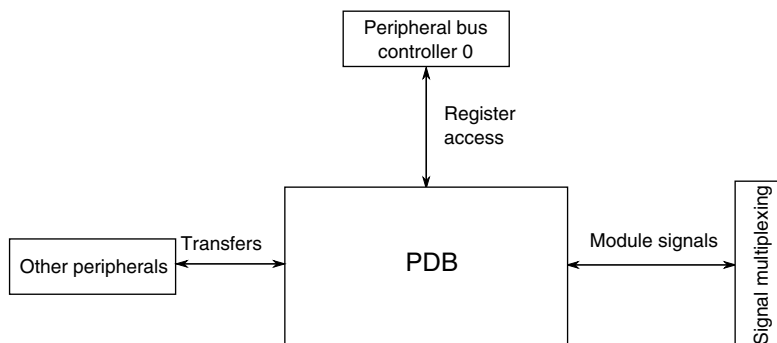 Peripheral bus
controller 0
Register
access
Transfers
Other peripherals
PDB
Module signals
Signal multiplexing